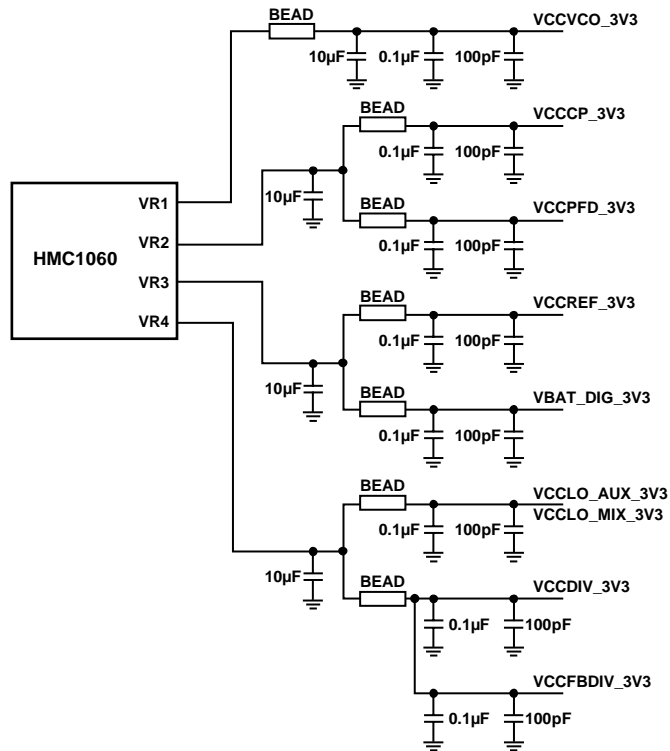 BEAD
VCCVCO_3V3
10µF
0.1µF
100pF
BEAD
VCCCP_3V3
0.1µF
100pF
10µF
BEAD
VCCPFD_3V3
0.1µF
100pF
HMC1060
VR1
VR2
VR3
VR4
BEAD
VCCREF_3V3
0.1µF
100pF
10µF
BEAD
VBAT_DIG_3V3
0.1µF
100pF
BEAD
VCCLO_AUX_3V3
VCCLO_MIX_3V3
0.1µF
100pF
10µF
BEAD
VCCDIV_3V3
0.1µF
100pF
VCCFBDIV_3V3
0.1µF
100pF